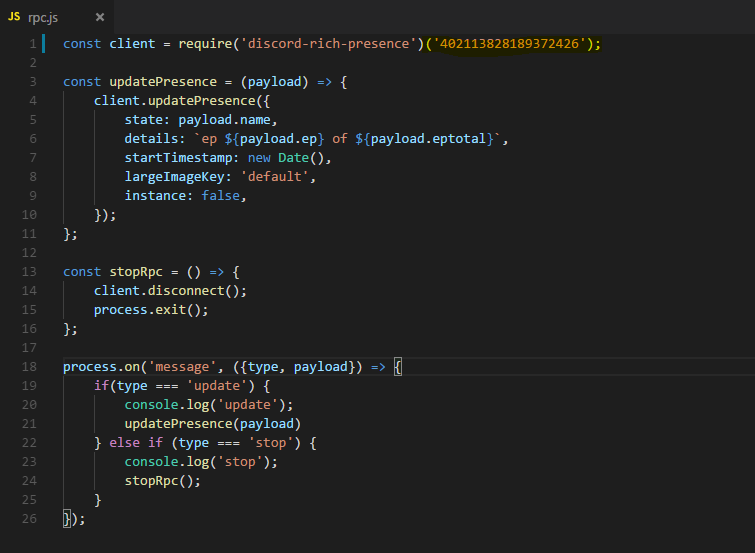 JS rpc.js ×
1 const client = require('discord-rich-presence')('402113828189372426');
2
3 const updatePresence = (payload) => {
4     client.updatePresence({
5         state: payload.name,
6         details: `ep ${payload.ep} of ${payload.eptotal}`,
7         startTimestamp: new Date(),
8         largeImageKey: 'default',
9         instance: false,
10     });
11 };
12
13 const stopRpc = () => {
14     client.disconnect();
15     process.exit();
16 };
17
18 process.on('message', ({type, payload}) => {
19     if(type === 'update') {
20         console.log('update');
21         updatePresence(payload)
22     } else if (type === 'stop') {
23         console.log('stop');
24         stopRpc();
25     }
26 });